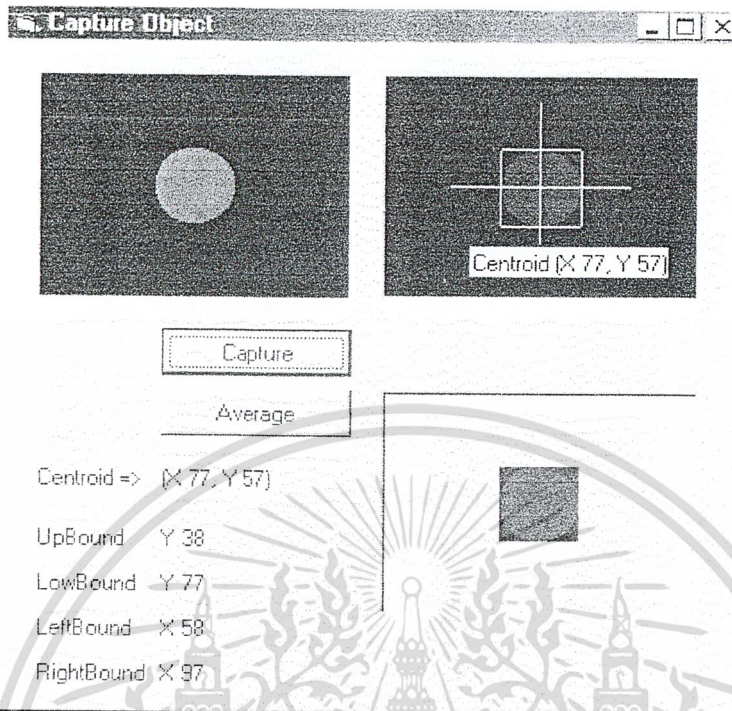 Capture Object
Centroid (X 77, Y 57)
Capture
Average
Centroid => (X 77, Y 57)
UpBound Y 38
LowBound Y 77
LeftBound X 58
RightBound X 97